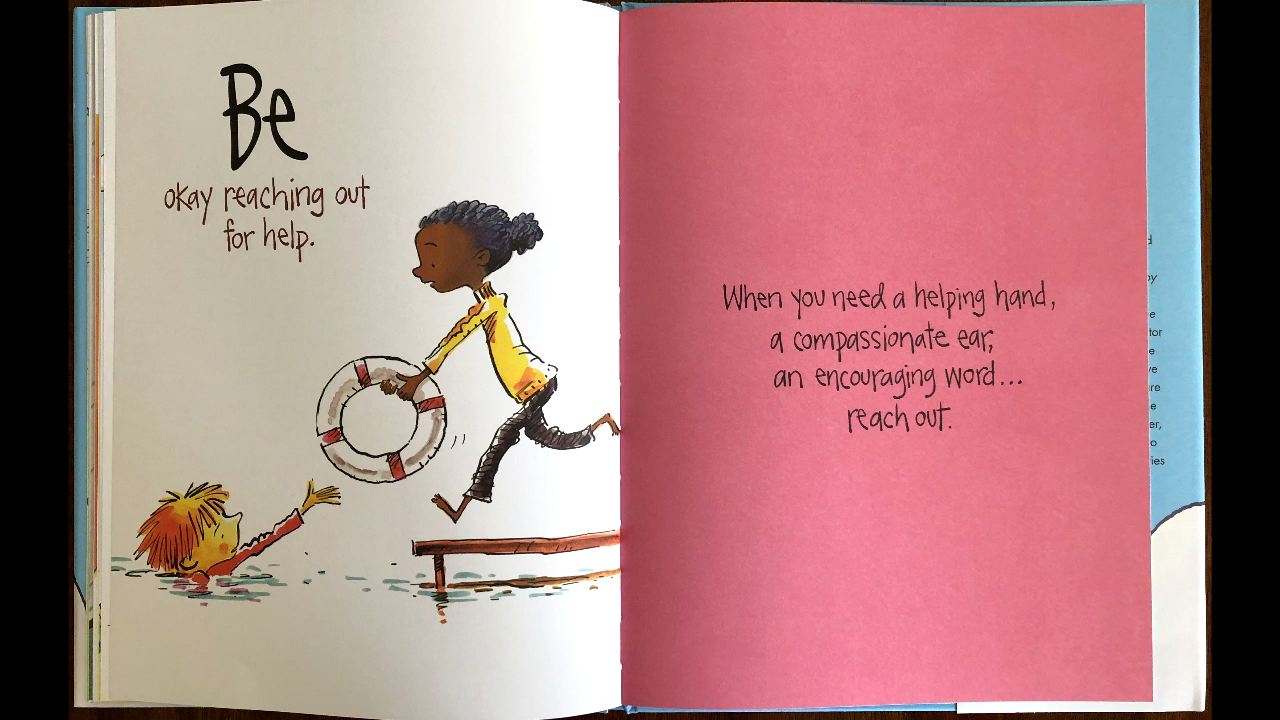 Be
okay reaching out
for help.
When you need a helping hand,
a compassionate ear,
an encouraging word...
reach out.